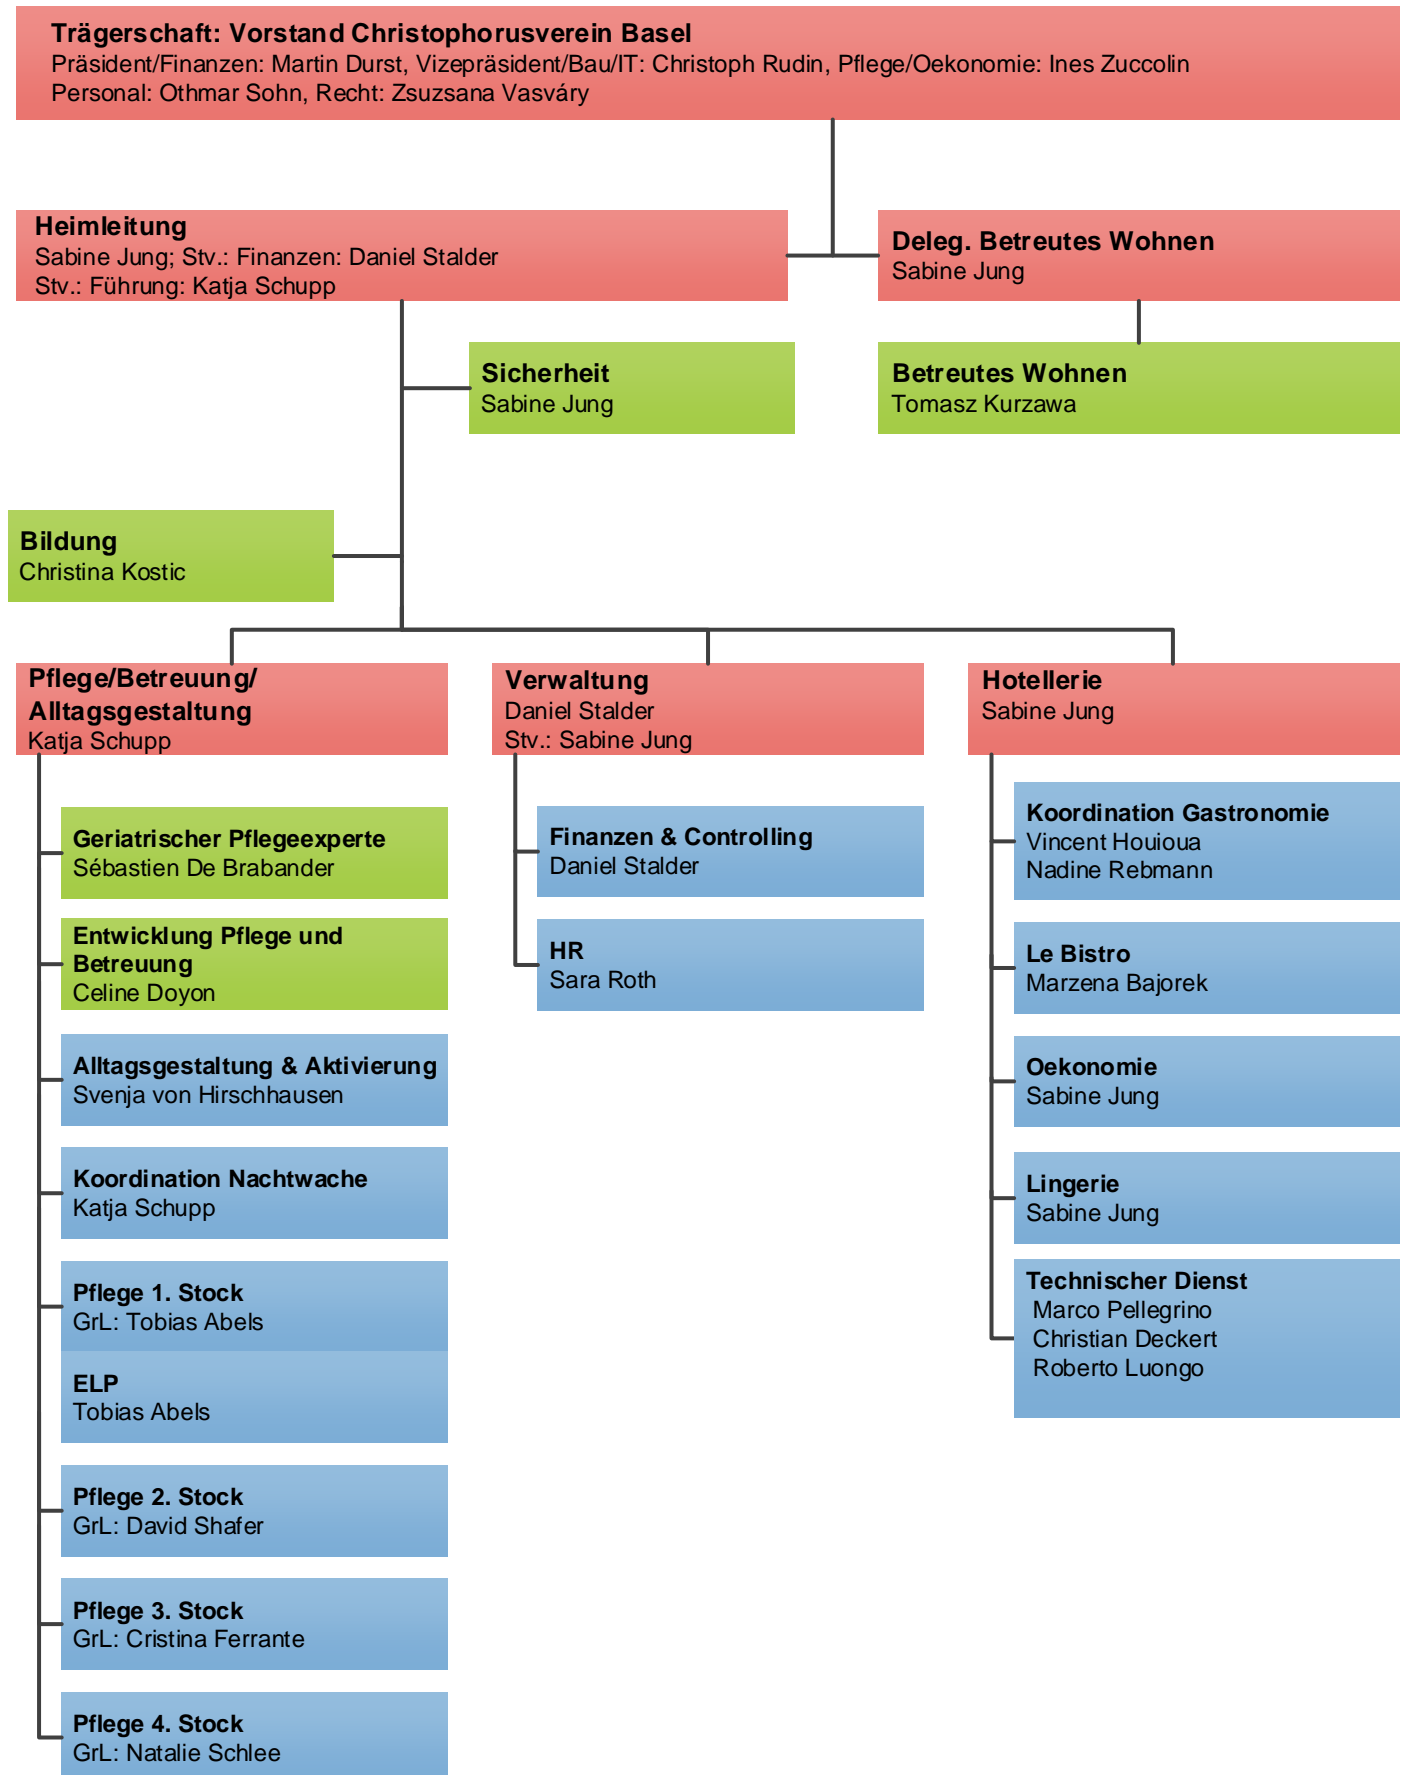 Trägerschaft: Vorstand Christophorusverein Basel
Präsident/Finanzen: Martin Durst, Vizepräsident/Bau/IT: Christoph Rudin, Pflege/Oekonomie: Ines Zuccolin
Personal: Othmar Sohn, Recht: Zsuzsana Vasváry
Heimleitung
Sabine Jung; Stv.: Finanzen: Daniel Stalder
Stv.: Führung: Katja Schupp
Deleg. Betreutes Wohnen
Sabine Jung
Sicherheit
Sabine Jung
Betreutes Wohnen
Tomasz Kurzawa
Bildung
Christina Kostic
Pflege/Betreuung/
Alltagsgestaltung
Katja Schupp
Geriatrischer Pflegeexperte
Sébastien De Brabander
Entwicklung Pflege und
Betreuung
Celine Doyon
Alltagsgestaltung & Aktivierung
Svenja von Hirschhausen
Koordination Nachtwache
Katja Schupp
Pflege 1. Stock
GrL: Tobias Abels
ELP
Tobias Abels
Pflege 2. Stock
GrL: David Shafer
Pflege 3. Stock
GrL: Cristina Ferrante
Pflege 4. Stock
GrL: Natalie Schlee
Verwaltung
Daniel Stalder
Stv.: Sabine Jung
Finanzen & Controlling
Daniel Stalder
HR
Sara Roth
Hotellerie
Sabine Jung
Koordination Gastronomie
Vincent Houioua
Nadine Rebmann
Le Bistro
Marzena Bajorek
Oekonomie
Sabine Jung
Lingerie
Sabine Jung
Technischer Dienst
Marco Pellegrino
Christian Deckert
Roberto Luongo